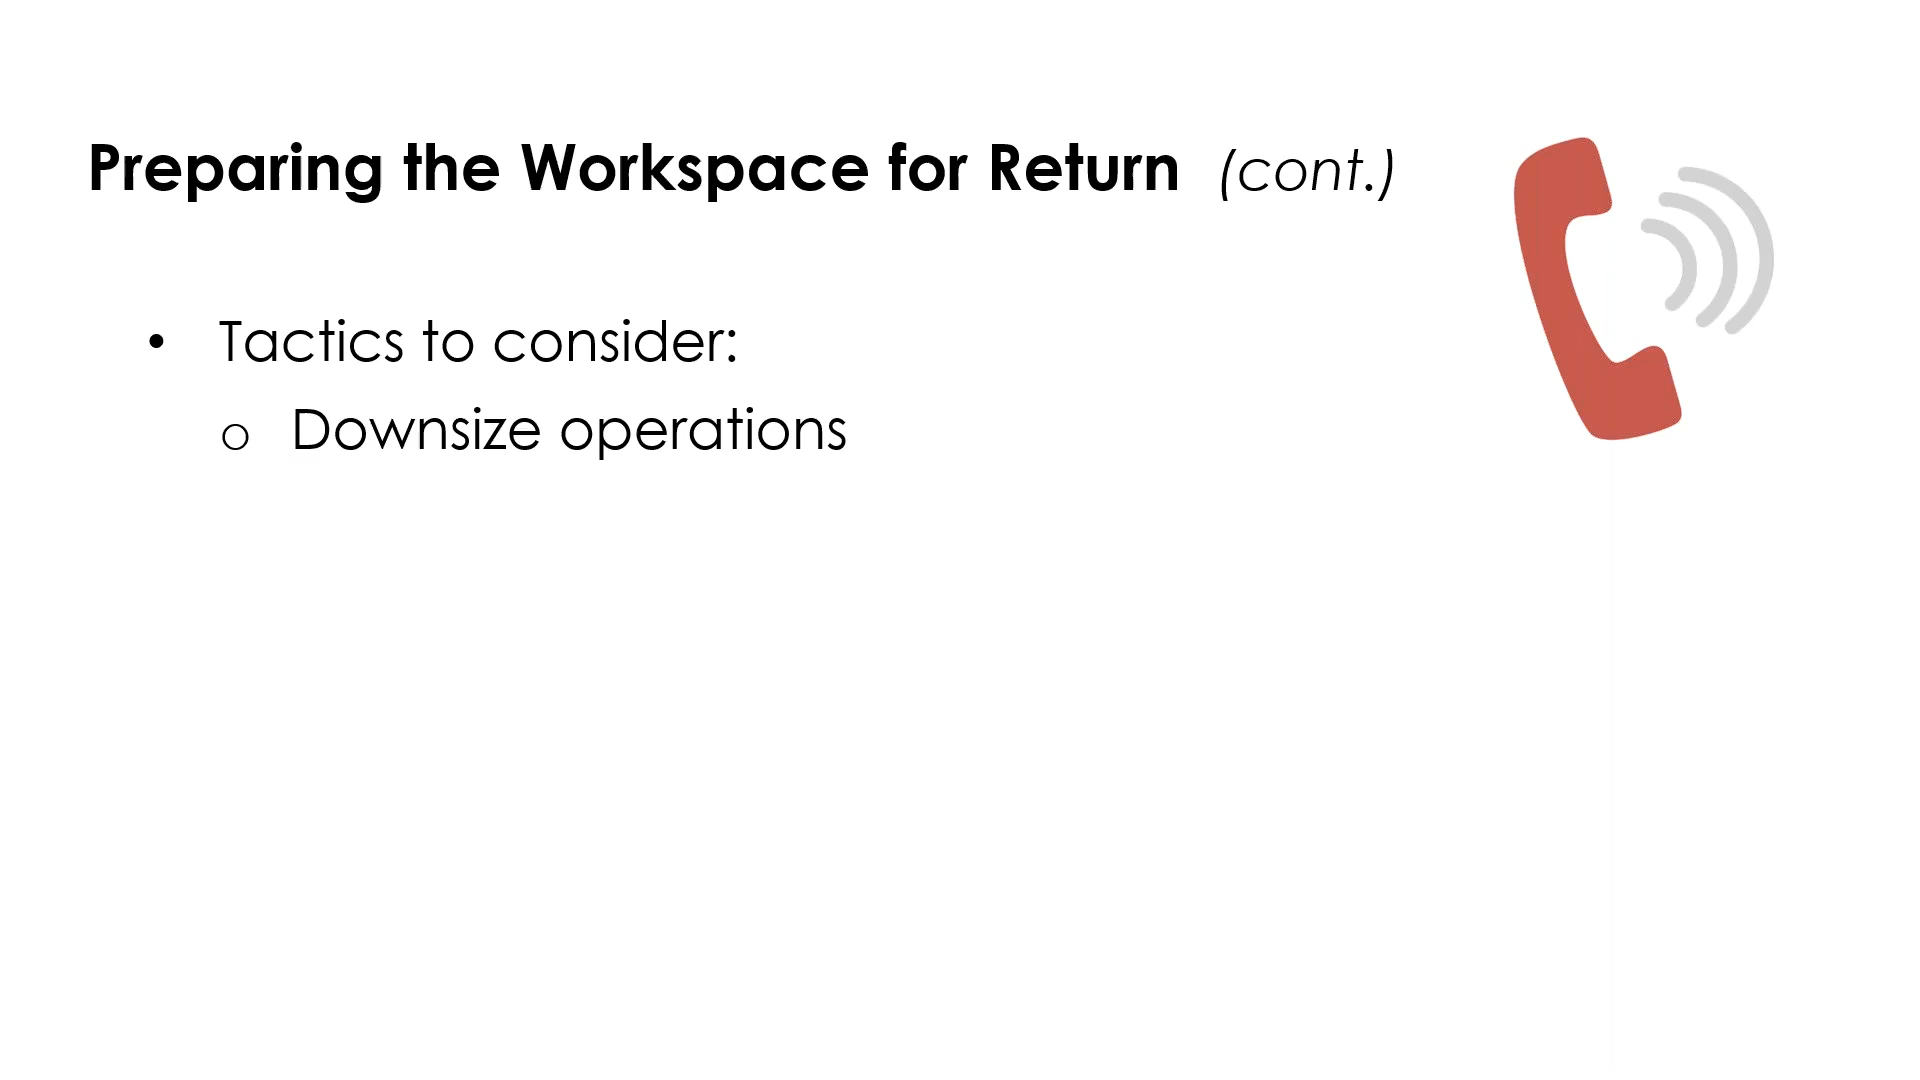 Preparing the Workspace for Return (cont.)
• Tactics to consider:
o Downsize operations